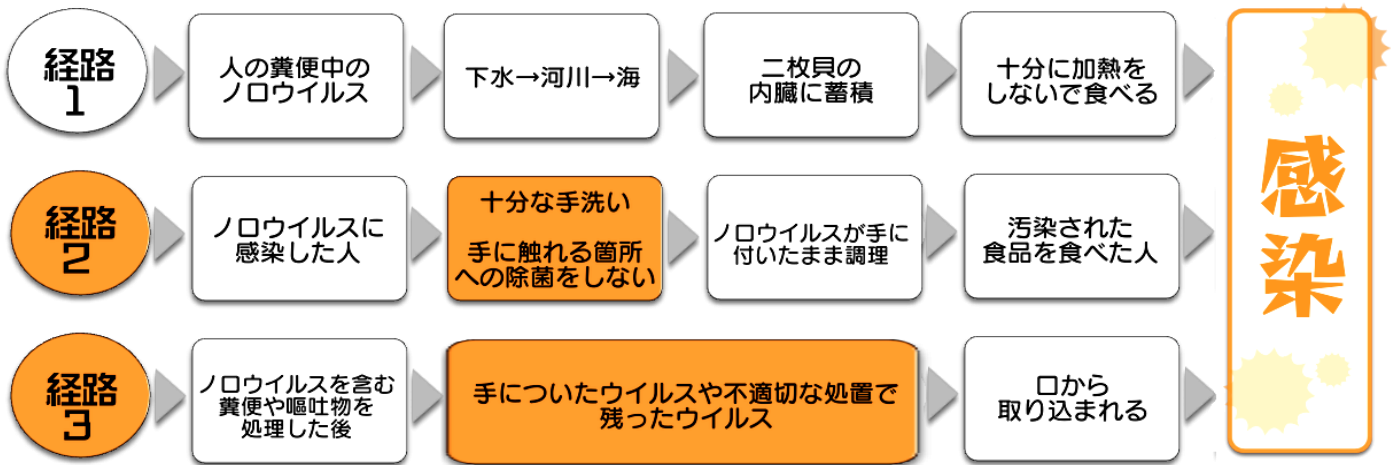 経路
1
人の糞便中の
ノロウイルス
下水→河川→海
二枚貝の
内臓に蓄積
十分に加熱を
しないで食べる
経路
2
ノロウイルスに
感染した人
十分な手洗い
手に触れる箇所
への除菌をしない
ノロウイルスが手に
付いたまま調理
汚染された
食品を食べた人
経路
3
ノロウイルスを含む
糞便や嘔吐物を
処理した後
手についたウイルスや不適切な処置で
残ったウイルス
口から
取り込まれる
感染